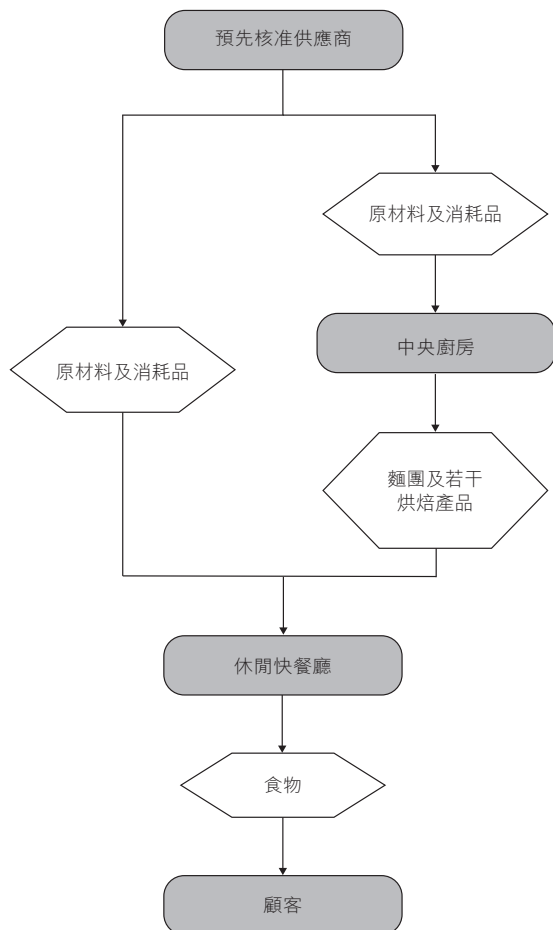 預先核准供應商
原材料及消耗品
中央廚房
原材料及消耗品
麵團及若干
烘焙產品
休閒快餐廳
食物
顧客